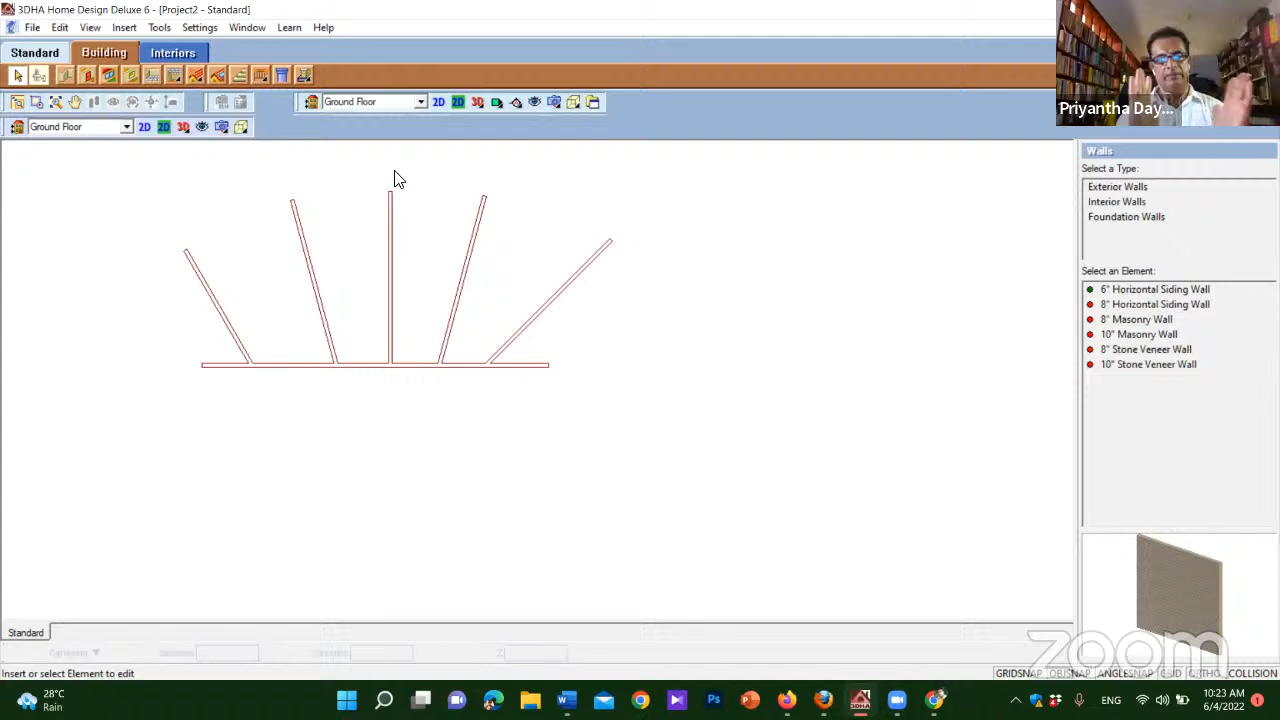 3DHA Home Design Deluxe 6 - [Project2 - Standard]
File Edit View Insert Tools Settings Window Learn Help
Standard Building Interiors
Ground Floor 2D 2D 3D
Ground Floor 2D 2D 3D
Priyantha Day...
Walls
Select a Type:
Exterior Walls
Interior Walls
Foundation Walls
Select an Element:
6" Horizontal Siding Wall
8" Horizontal Siding Wall
8" Masonry Wall
10" Masonry Wall
8" Stone Veneer Wall
10" Stone Veneer Wall
Standard
Z
zoom
Insert or select Element to edit
GRIDSNAP OBJSNAP ANGLESNAP GRID ORTHO COLLISION
28°C
Rain
3DHA
ENG
10:23 AM
6/4/2022
1